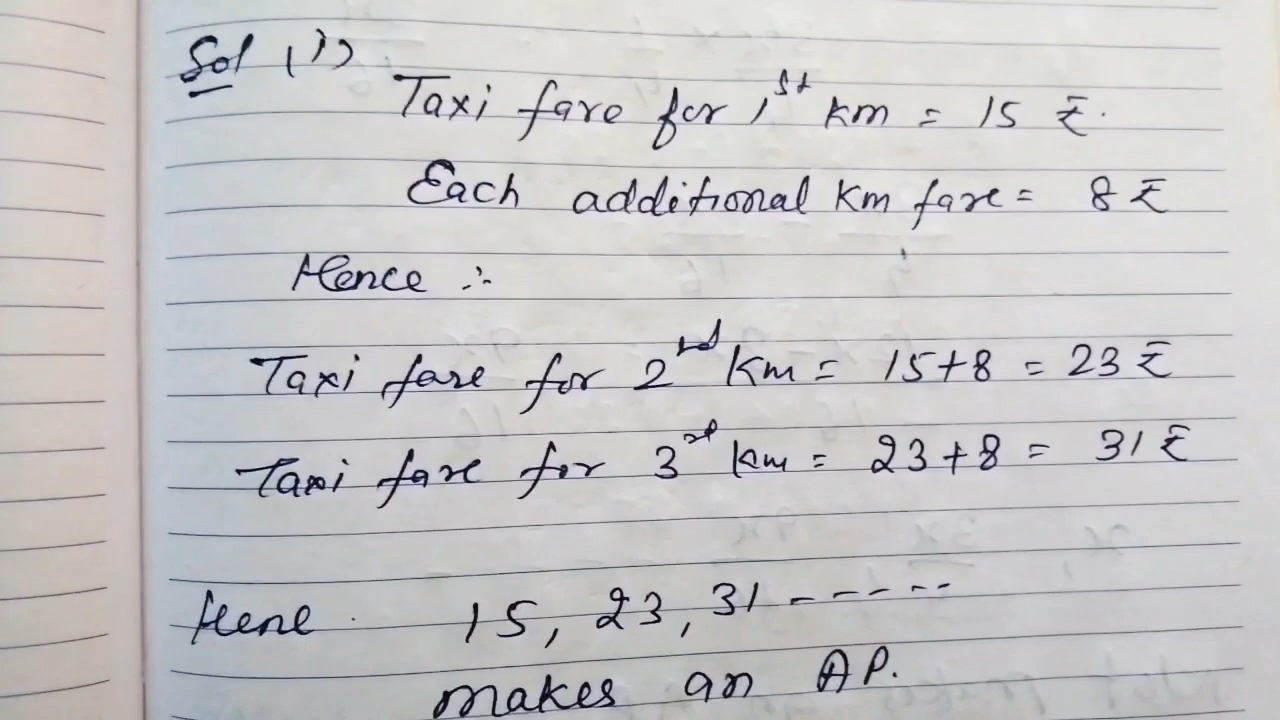 Sol (i)
Taxi fare for 1st km = 15 ₹.
Each additional Km fare = 8 ₹
Hence ∴
Taxi fare for 2nd Km = 15+8 = 23 ₹
Taxi fare for 3rd km = 23+8 = 31 ₹
Hene 15, 23, 31 ------
makes an AP.